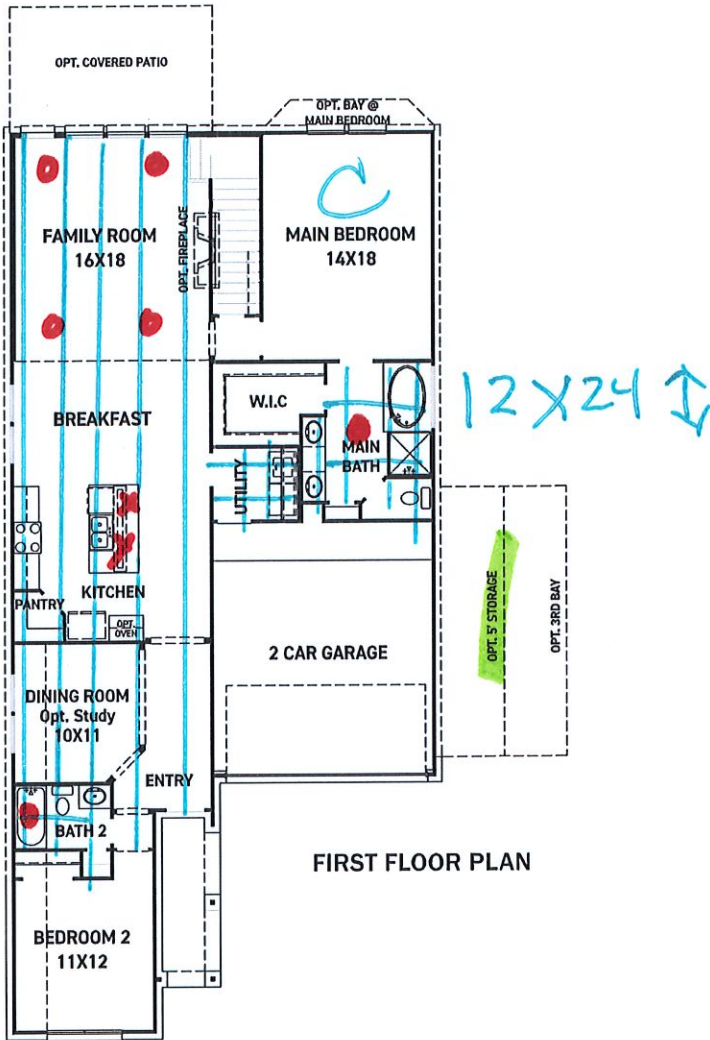 OPT. COVERED PATIO
OPT. BAY @
MAIN BEDROOM
C
FAMILY ROOM
16X18
OPT. FIREPLACE
MAIN BEDROOM
14X18
W.I.C
12 X 24
BREAKFAST
MAIN
BATH
UTILITY
KITCHEN
PANTRY
OPT.
OVEN
OPT. 5' STORAGE
OPT. 3RD BAY
2 CAR GARAGE
DINING ROOM
Opt. Study
10X11
ENTRY
BATH 2
FIRST FLOOR PLAN
BEDROOM 2
11X12